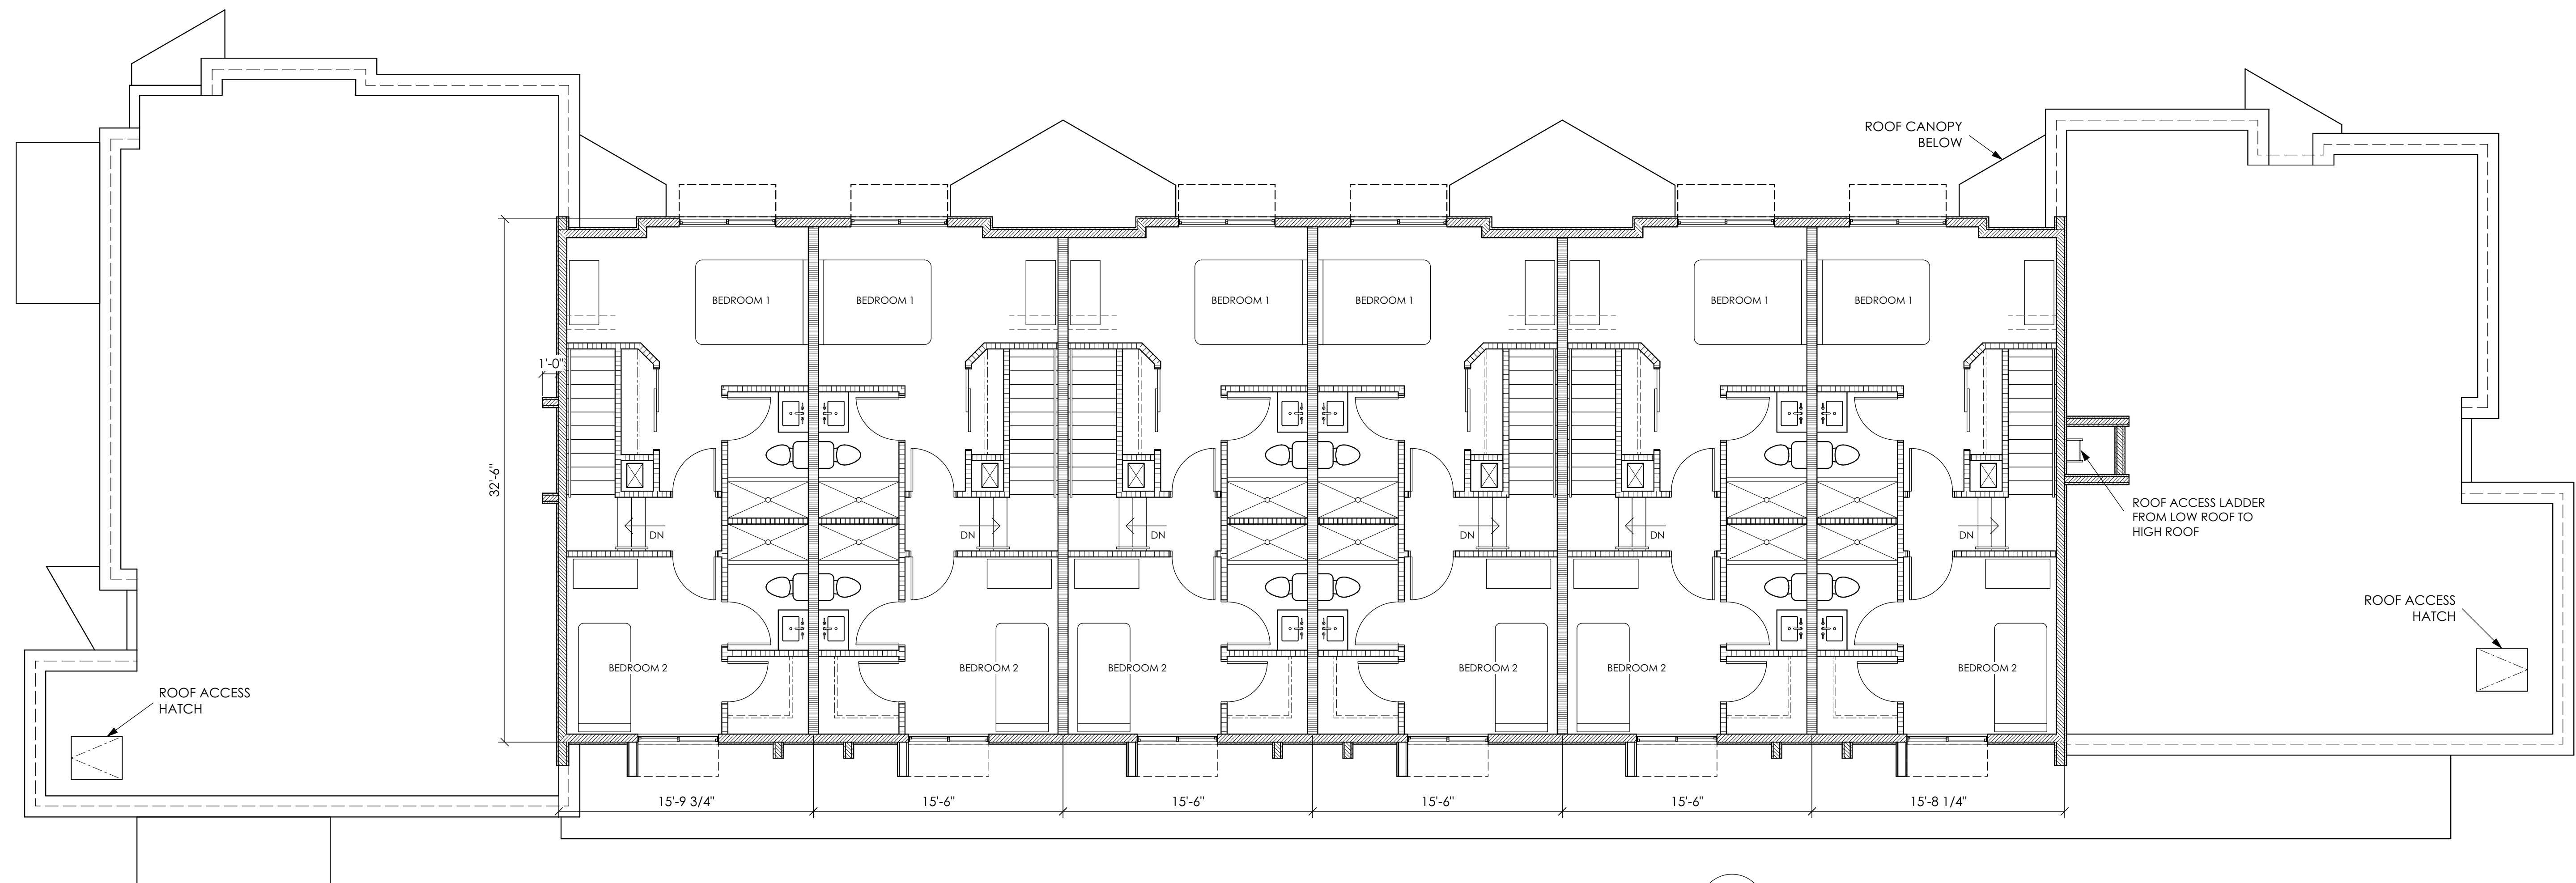 ROOF CANOPY
BELOW
BEDROOM 1
BEDROOM 1
BEDROOM 1
BEDROOM 1
BEDROOM 1
BEDROOM 1
1'-0"
32'-6"
ROOF ACCESS LADDER
FROM LOW ROOF TO
HIGH ROOF
DN
DN
DN
DN
DN
DN
ROOF ACCESS
HATCH
BEDROOM 2
BEDROOM 2
BEDROOM 2
BEDROOM 2
BEDROOM 2
BEDROOM 2
ROOF ACCESS
HATCH
15'-9 3/4"
15'-6"
15'-6"
15'-6"
15'-6"
15'-8 1/4"